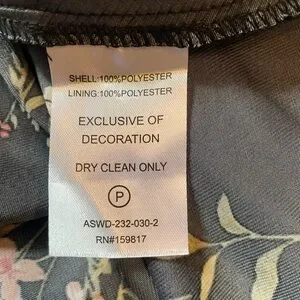 SHELL:100%POLYESTER
LINING:100%POLYESTER
EXCLUSIVE OF
DECORATION
DRY CLEAN ONLY
P
ASWD-232-030-2
RN#159817